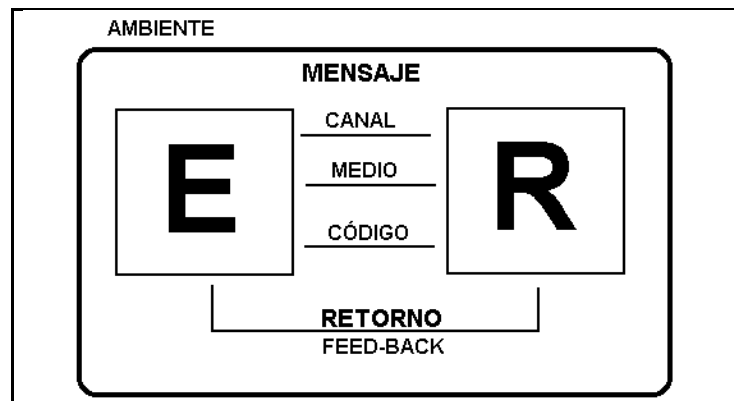 AMBIENTE
MENSAJE
CANAL
E
R
MEDIO
CÓDIGO
RETORNO
FEED-BACK